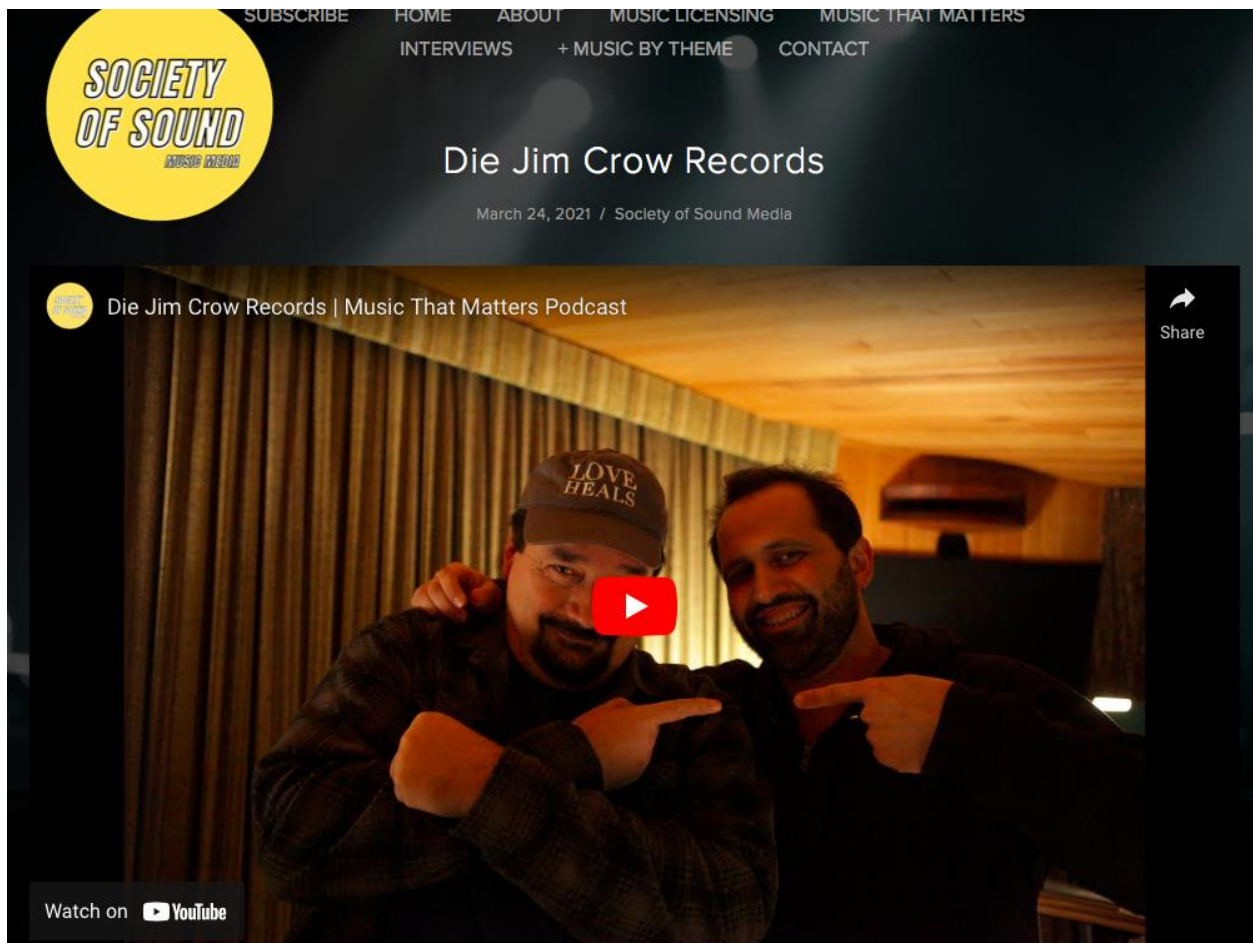 SUBSCRIBE HOME ABOUT MUSIC LICENSING MUSIC THAT MATTERS
INTERVIEWS + MUSIC BY THEME CONTACT
SOCIETY
OF SOUND
MUSIC MEDIA
Die Jim Crow Records
March 24, 2021 / Society of Sound Media
Die Jim Crow Records | Music That Matters Podcast
Share
LOVE
HEALS
Watch on YouTube